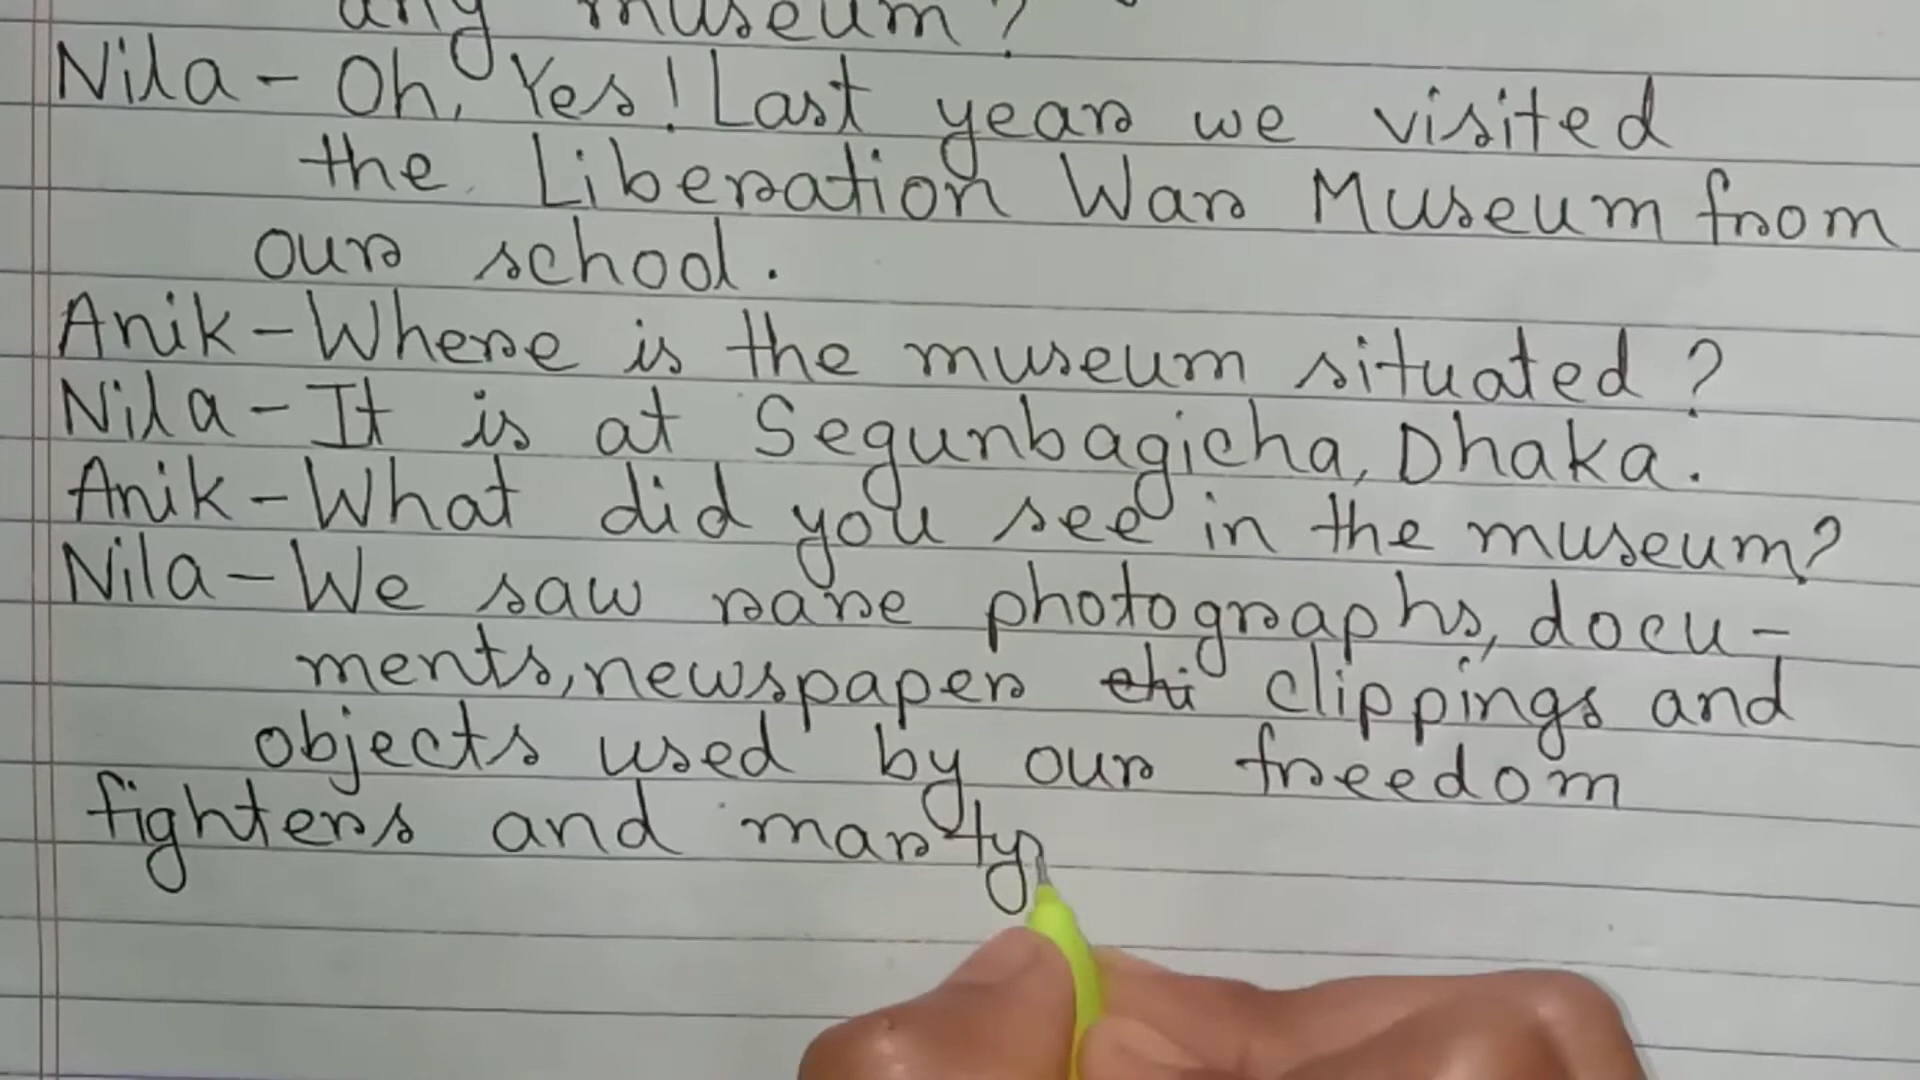 any museum?
Nila - Oh, Yes! Last year we visited
the Liberation War Museum from
our school.
Anik - Where is the museum situated?
Nila - It is at Segunbagicha, Dhaka.
Anik - What did you see in the museum?
Nila - We saw rare photographs, docu-
ments, newspaper clippings and
objects used by our freedom
fighters and marty